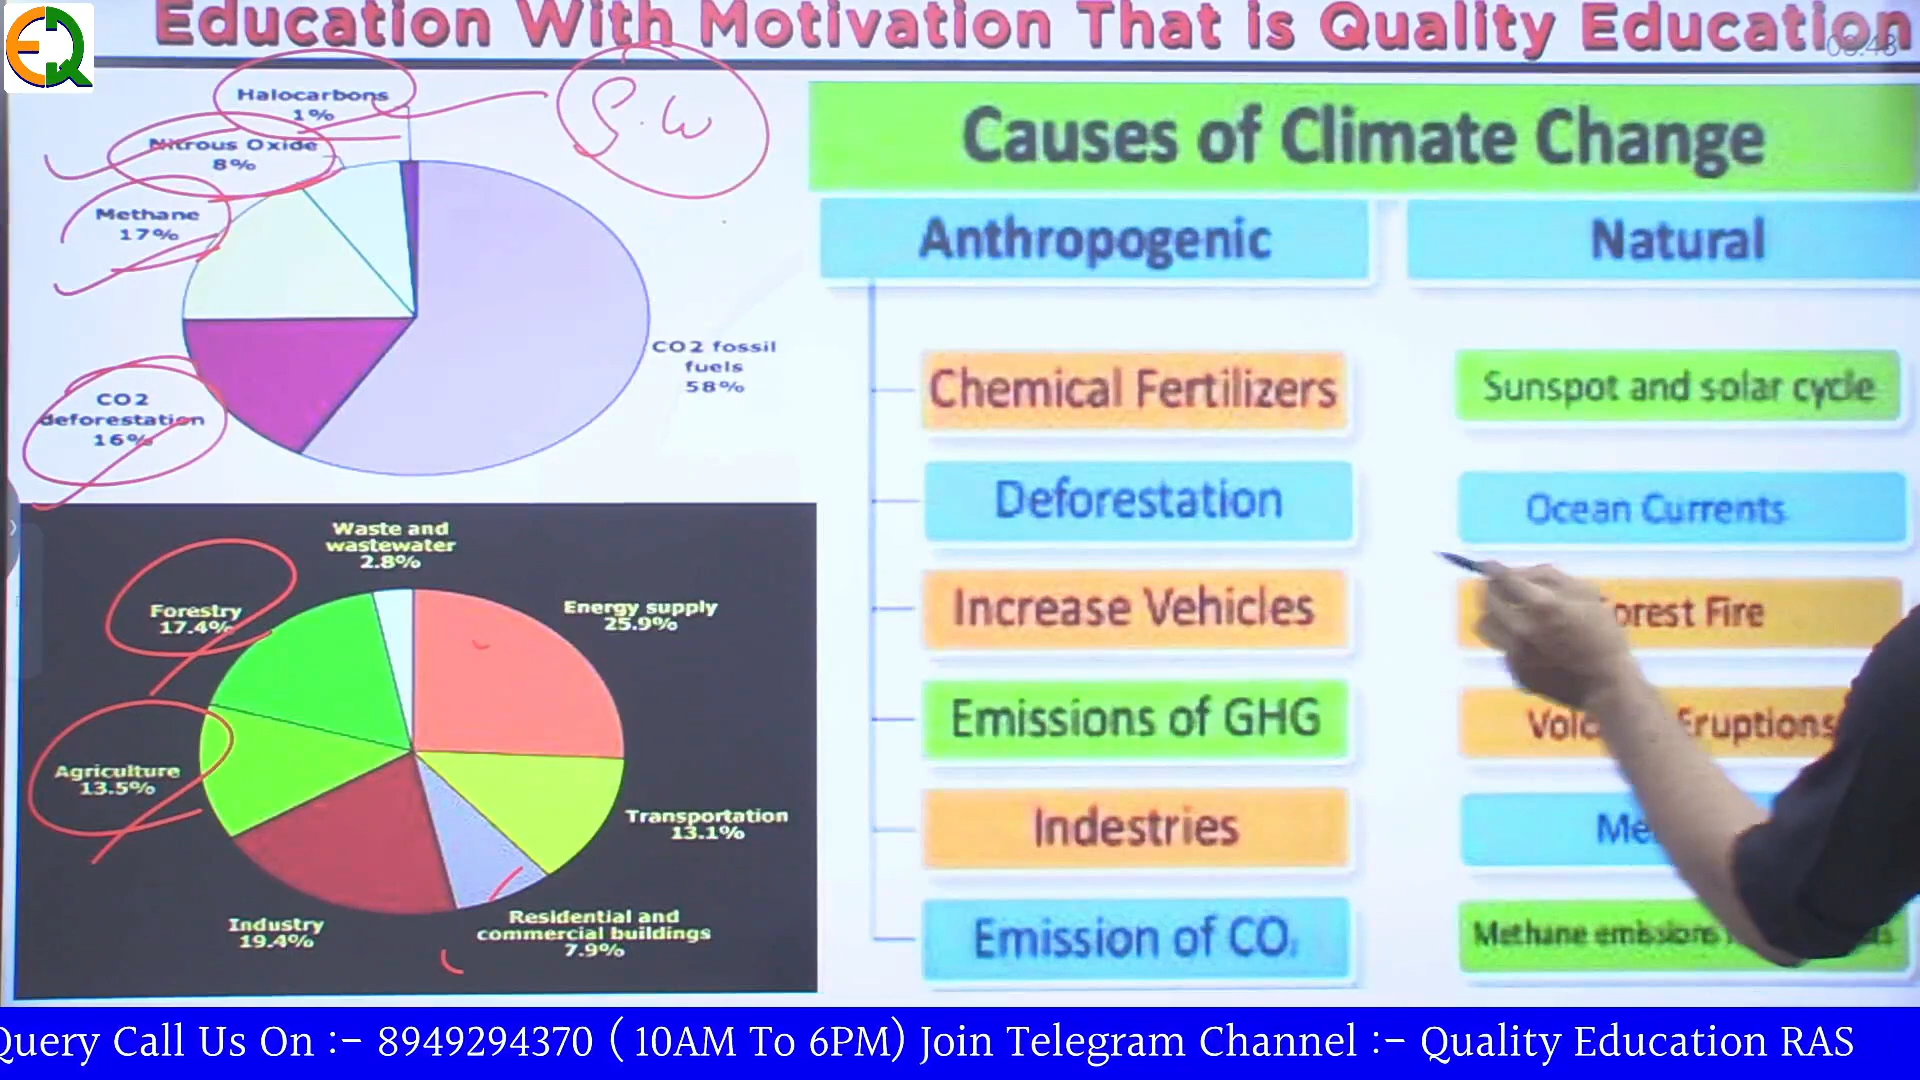 Education With Motivation That is Quality Education
EQ
Halocarbons
1%
Nitrous Oxide
8%
Methane
17%
CO2
deforestation
16%
CO2 fossil
fuels
58%
S.W
Waste and
wastewater
2.8%
Forestry
17.4%
Energy supply
25.9%
Agriculture
13.5%
Transportation
13.1%
Industry
19.4%
Residential and
commercial buildings
7.9%
Causes of Climate Change
Anthropogenic
Chemical Fertilizers
Deforestation
Increase Vehicles
Emissions of GHG
Indestries
Emission of CO₂
Natural
Sunspot and solar cycle
Ocean Currents
Fire
Eruptions
Methane emissions
Query Call Us On :- 8949294370 ( 10AM To 6PM) Join Telegram Channel :- Quality Education RAS